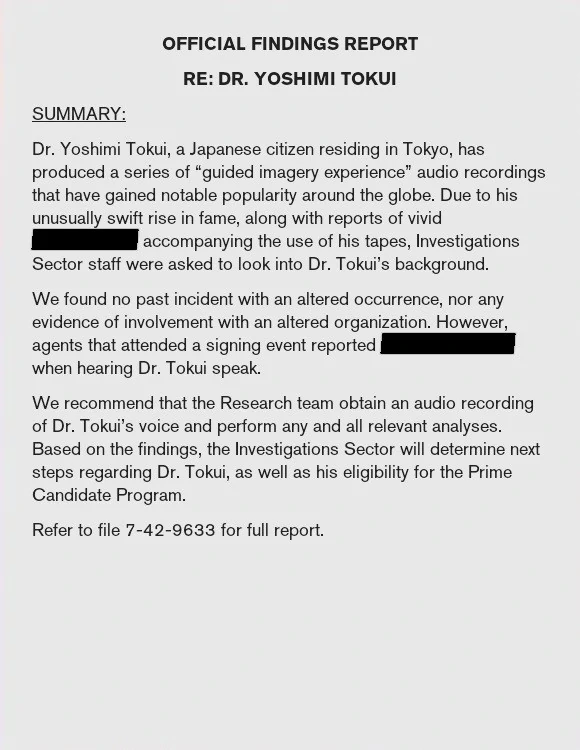 OFFICIAL FINDINGS REPORT
RE: DR. YOSHIMI TOKUI
SUMMARY:
Dr. Yoshimi Tokui, a Japanese citizen residing in Tokyo, has
produced a series of “guided imagery experience” audio recordings
that have gained notable popularity around the globe. Due to his
unusually swift rise in fame, along with reports of vivid
accompanying the use of his tapes, Investigations
Sector staff were asked to look into Dr. Tokui’s background.
We found no past incident with an altered occurrence, nor any
evidence of involvement with an altered organization. However,
agents that attended a signing event reported
when hearing Dr. Tokui speak.
We recommend that the Research team obtain an audio recording
of Dr. Tokui’s voice and perform any and all relevant analyses.
Based on the findings, the Investigations Sector will determine next
steps regarding Dr. Tokui, as well as his eligibility for the Prime
Candidate Program.
Refer to file 7-42-9633 for full report.